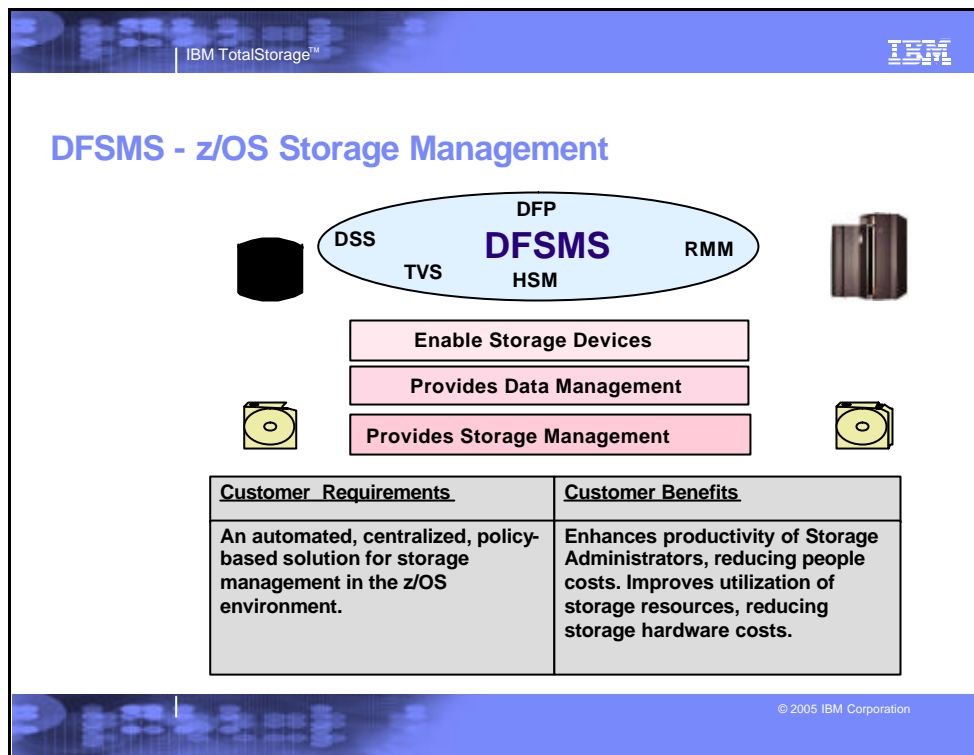 IBM TotalStorage™
IBM
DFSMS - z/OS Storage Management
DFP
DSS
DFSMS
RMM
TVS
HSM
Enable Storage Devices
Provides Data Management
Provides Storage Management
Customer Requirements
An automated, centralized, policy-
based solution for storage
management in the z/OS
environment.
Customer Benefits
Enhances productivity of Storage
Administrators, reducing people
costs. Improves utilization of
storage resources, reducing
storage hardware costs.
© 2005 IBM Corporation